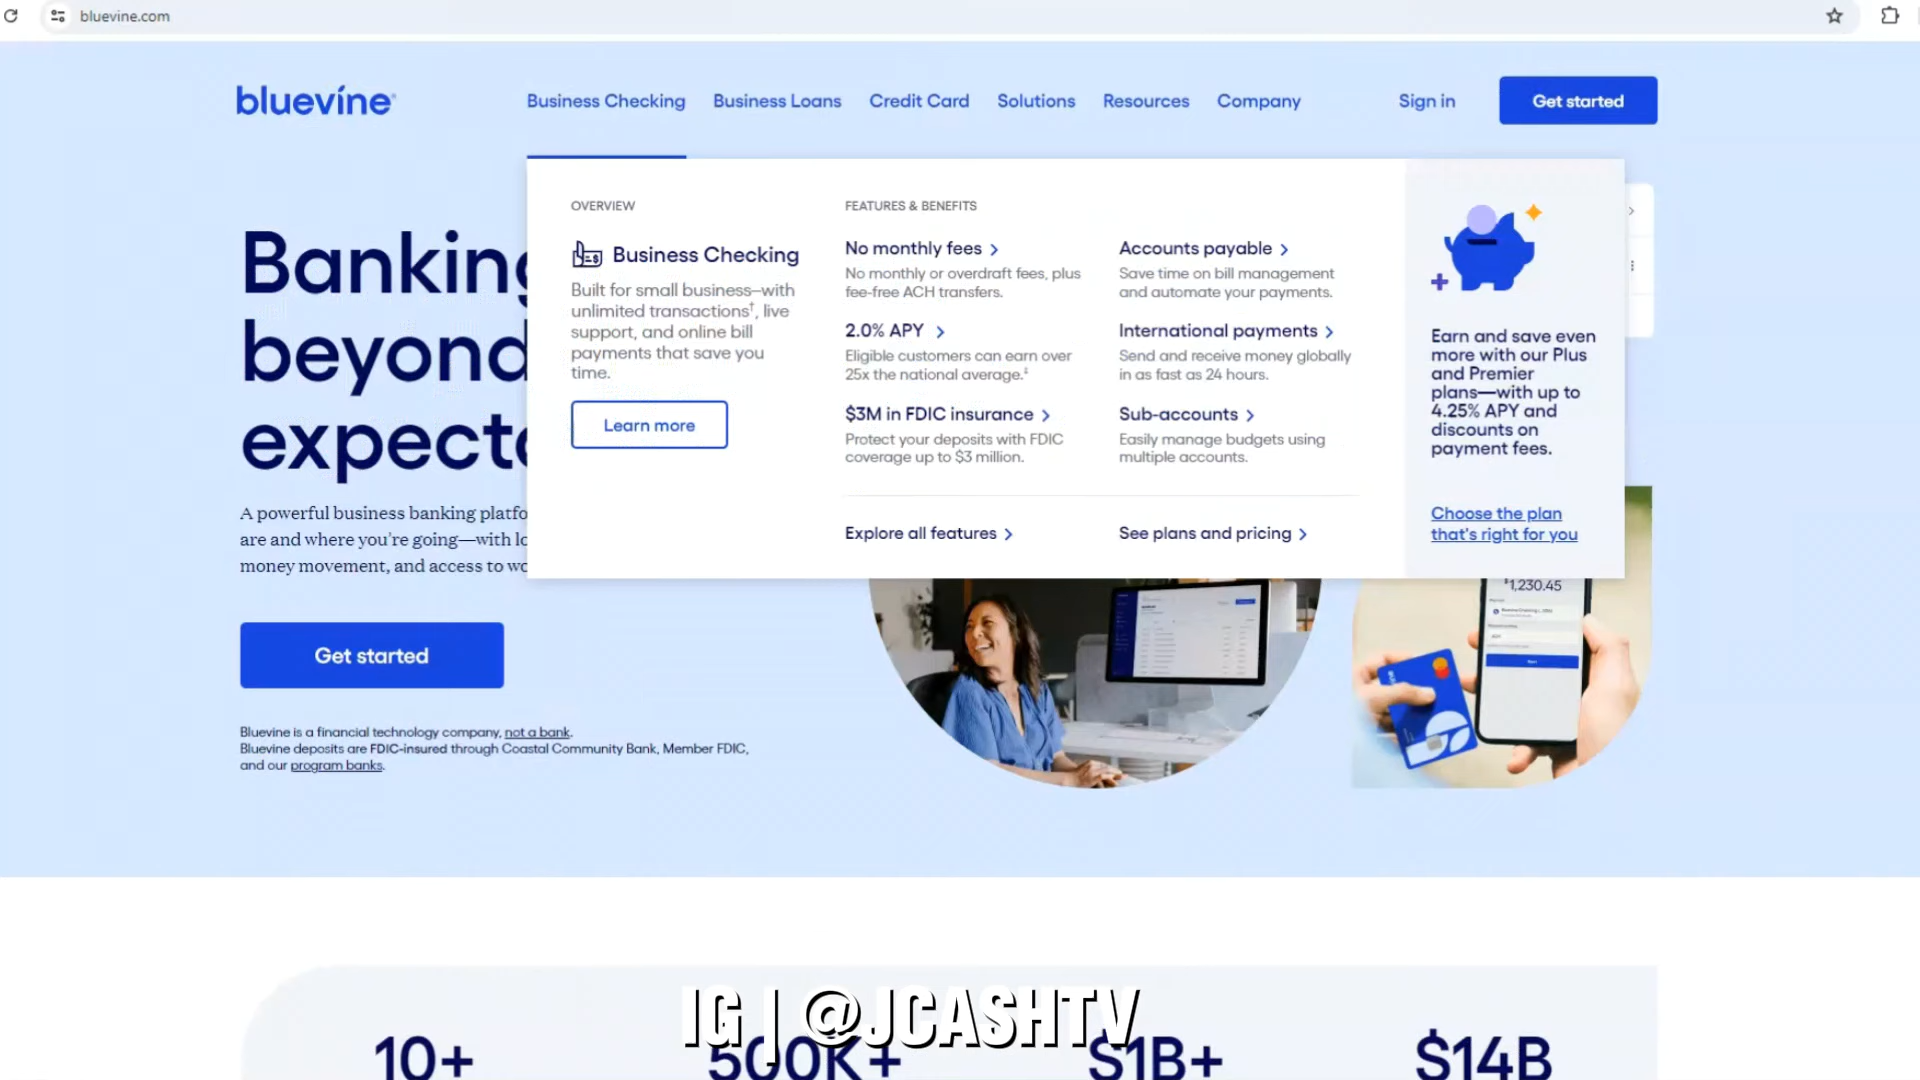 bluevine.com
bluevine
Business Checking
Business Loans
Credit Card
Solutions
Resources
Company
Sign in
Get started
OVERVIEW
Business Checking
Built for small business—with
unlimited transactions†, live
support, and online bill
payments that save you
time.
Learn more
FEATURES & BENEFITS
No monthly fees
No monthly or overdraft fees, plus
fee-free ACH transfers.
2.0% APY
Eligible customers can earn over
25x the national average.‡
$3M in FDIC insurance
Protect your deposits with FDIC
coverage up to $3 million.
Explore all features
Accounts payable
Save time on bill management
and automate your payments.
International payments
Send and receive money globally
in as fast as 24 hours.
Sub-accounts
Easily manage budgets using
multiple accounts.
See plans and pricing
Earn and save even
more with our Plus
and Premier
plans—with up to
4.25% APY and
discounts on
payment fees.
Choose the plan
that's right for you
Banking
beyond
expecta
A powerful business banking platfo
are and where you're going—with lo
money movement, and access to wo
Get started
Bluevine is a financial technology company, not a bank.
Bluevine deposits are FDIC-insured through Coastal Community Bank, Member FDIC,
and our program banks.
1,230.45
IG | @JCASHTV
10+
500K+
$1B+
$14B